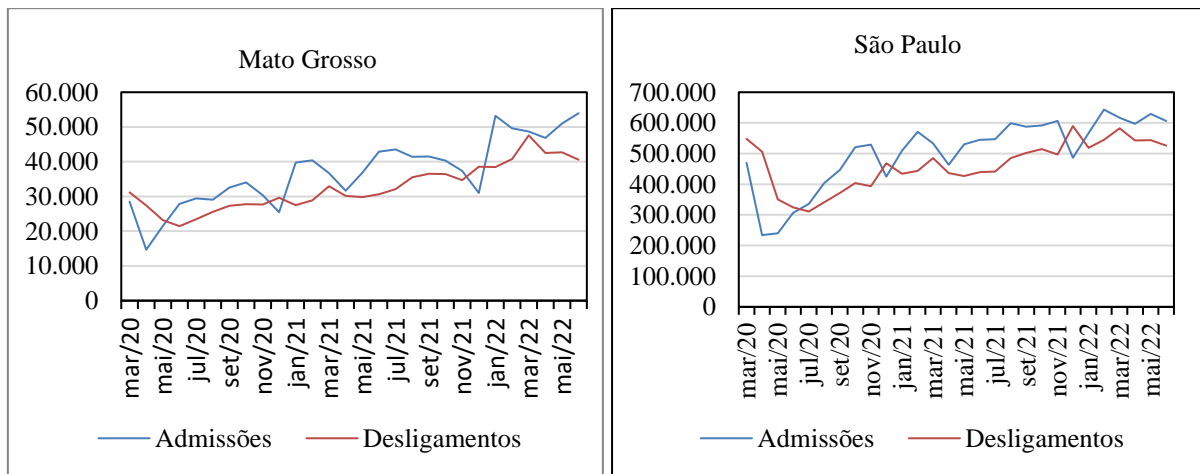 Mato Grosso
60.000
50.000
40.000
30.000
20.000
10.000
0
mar/20
mai/20
jul/20
set/20
nov/20
jan/21
mar/21
mai/21
jul/21
set/21
nov/21
jan/22
mar/22
mai/22
Admissões
Desligamentos
São Paulo
700.000
600.000
500.000
400.000
300.000
200.000
100.000
0
mar/20
mai/20
jul/20
set/20
nov/20
jan/21
mar/21
mai/21
jul/21
set/21
nov/21
jan/22
mar/22
mai/22
Admissões
Desligamentos